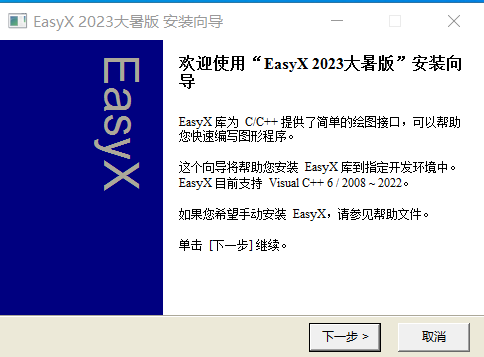 EasyX 2023大暑版 安装向导
EasyX
欢迎使用“EasyX 2023大暑版”安装向
导
EasyX 库为 C/C++ 提供了简单的绘图接口，可以帮助
您快速编写图形程序。
这个向导将帮助您安装 EasyX 库到指定开发环境中。
EasyX 目前支持 Visual C++ 6 / 2008 ~ 2022。
如果您希望手动安装 EasyX，请参见帮助文件。
单击 [下一步] 继续。
下一步 >
取消